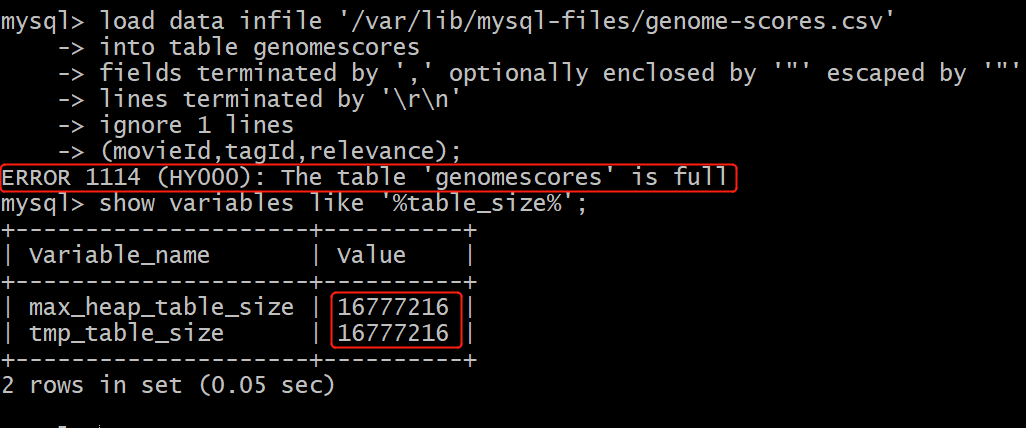 mysql> load data infile '/var/lib/mysql-files/genome-scores.csv'
    -> into table genomescores
    -> fields terminated by ',' optionally enclosed by '"' escaped by '"'
    -> lines terminated by '\r\n'
    -> ignore 1 lines
    -> (movieId,tagId,relevance);
ERROR 1114 (HY000): The table 'genomescores' is full
mysql> show variables like '%table_size%';
+---------------------+----------+
| Variable_name       | Value    |
+---------------------+----------+
| max_heap_table_size | 16777216 |
| tmp_table_size      | 16777216 |
+---------------------+----------+
2 rows in set (0.05 sec)